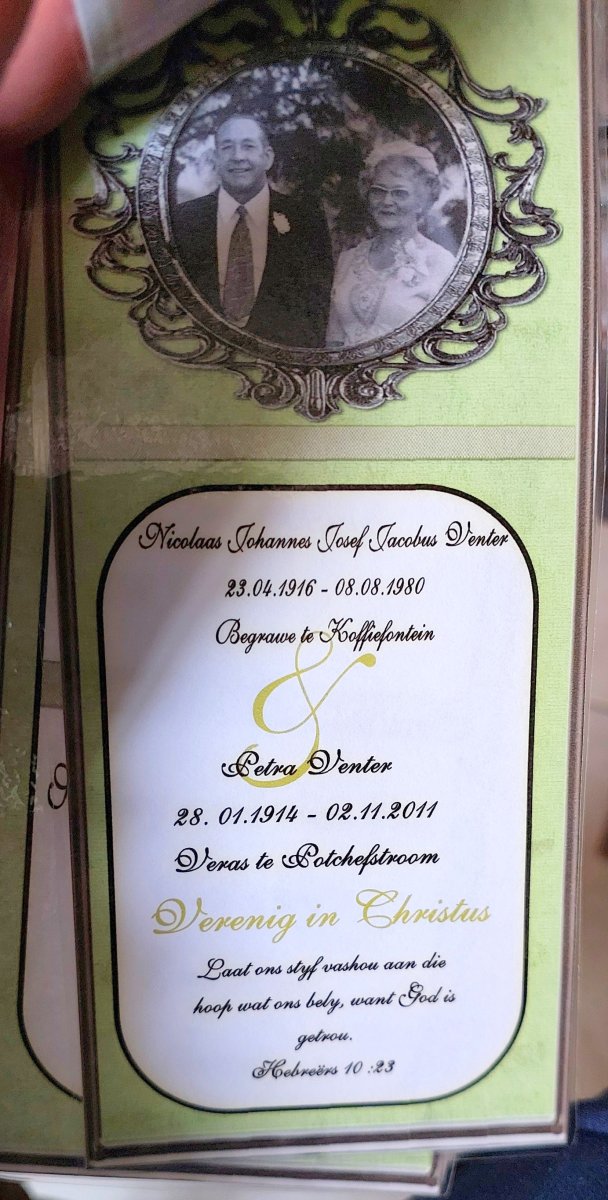 Nicolaas Johannes Josef Jacobus Venter
23.04.1916 - 08.08.1980
Begrawe te Koffiefontein
&
Petra Venter
28. 01.1914 - 02.11.2011
Veras te Potchefstroom
Verenig in Christus
Laat ons styf vashou aan die
hoop wat ons bely, want God is
getrou.
Hebreërs 10 :23